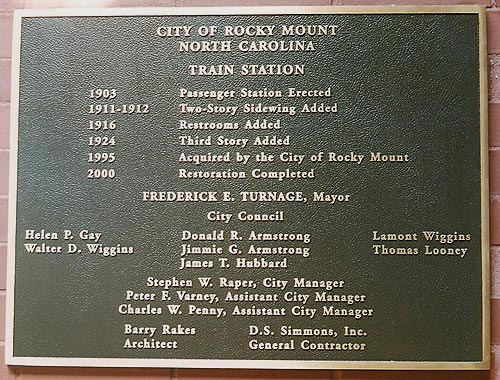 CITY OF ROCKY MOUNT
NORTH CAROLINA
TRAIN STATION
1903 Passenger Station Erected
1911-1912 Two-Story Sidewing Added
1916 Restrooms Added
1924 Third Story Added
1995 Acquired by the City of Rocky Mount
2000 Restoration Completed
FREDERICK E. TURNAGE, Mayor
City Council
Helen P. Gay Donald R. Armstrong Lamont Wiggins
Walter D. Wiggins Jimmie G. Armstrong Thomas Looney
James T. Hubbard
Stephen W. Raper, City Manager
Peter F. Varney, Assistant City Manager
Charles W. Penny, Assistant City Manager
Barry Rakes D.S. Simmons, Inc.
Architect General Contractor